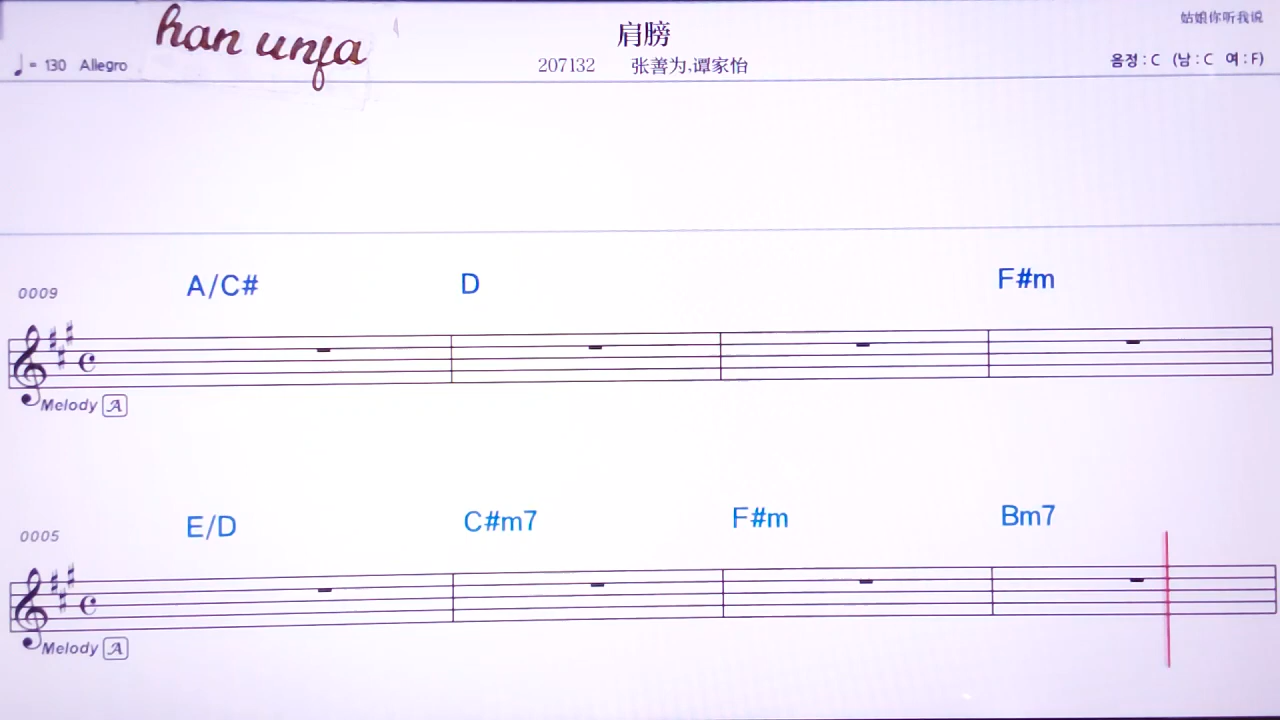 han unfa
肩膀
姑娘你听我说
♩= 130 Allegro
207132 张善为,谭家怡
음정 : C (남 : C 여 : F)
A/C# D F#m
0009
Melody A
E/D C#m7 F#m Bm7
0005
Melody A